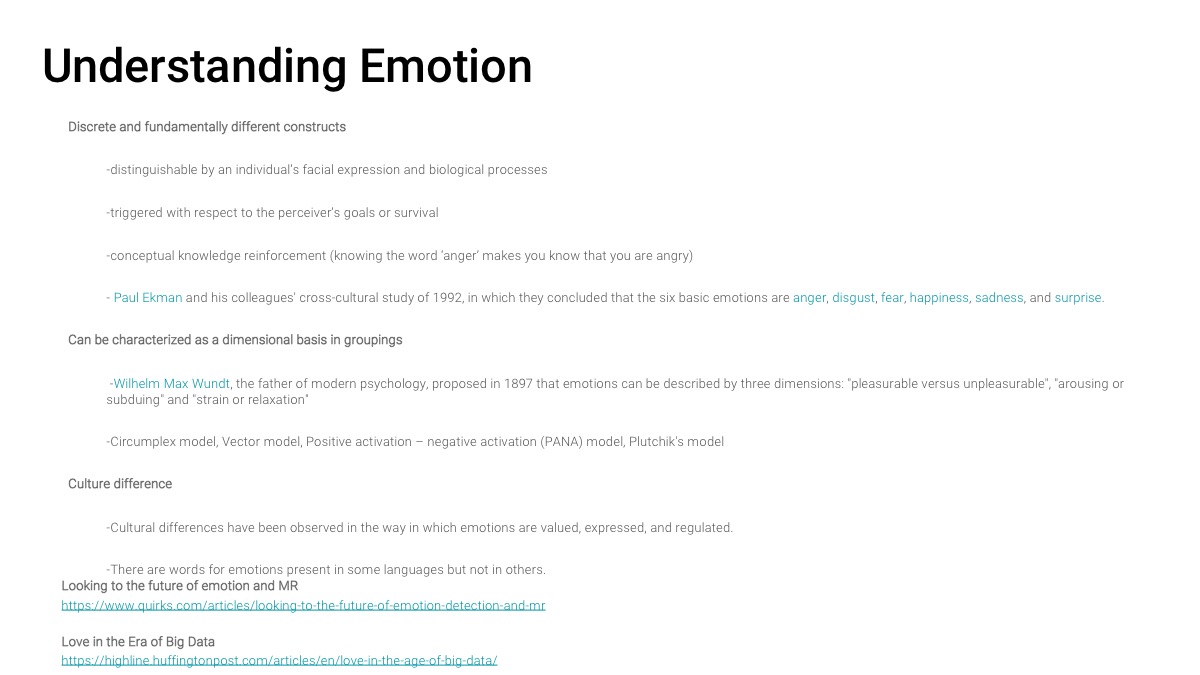 Understanding Emotion
Discrete and fundamentally different constructs
-distinguishable by an individual's facial expression and biological processes
-triggered with respect to the perceiver's goals or survival
-conceptual knowledge reinforcement (knowing the word ‘anger’ makes you know that you are angry)
- Paul Ekman and his colleagues' cross-cultural study of 1992, in which they concluded that the six basic emotions are anger, disgust, fear, happiness, sadness, and surprise.
Can be characterized as a dimensional basis in groupings
-Wilhelm Max Wundt, the father of modern psychology, proposed in 1897 that emotions can be described by three dimensions: "pleasurable versus unpleasurable", "arousing or
subduing" and "strain or relaxation"
-Circumplex model, Vector model, Positive activation – negative activation (PANA) model, Plutchik's model
Culture difference
-Cultural differences have been observed in the way in which emotions are valued, expressed, and regulated.
-There are words for emotions present in some languages but not in others.
Looking to the future of emotion and MR
https://www.quirks.com/articles/looking-to-the-future-of-emotion-detection-and-mr
Love in the Era of Big Data
https://highline.huffingtonpost.com/articles/en/love-in-the-age-of-big-data/